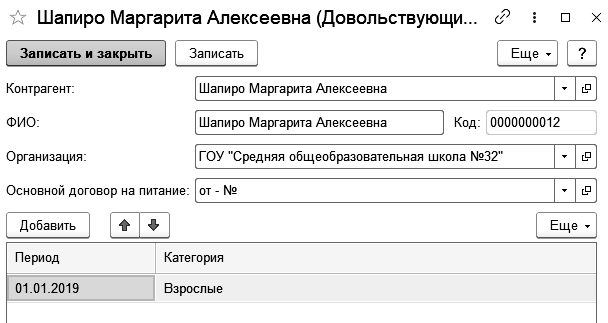 Шапиро Маргарита Алексеевна (Довольствующи...
Записать и закрыть Записать Еще ?
Контрагент: Шапиро Маргарита Алексеевна
ФИО: Шапиро Маргарита Алексеевна Код: 0000000012
Организация: ГОУ "Средняя общеобразовательная школа №32"
Основной договор на питание: от - №
Добавить Еще
Период Категория
01.01.2019 Взрослые